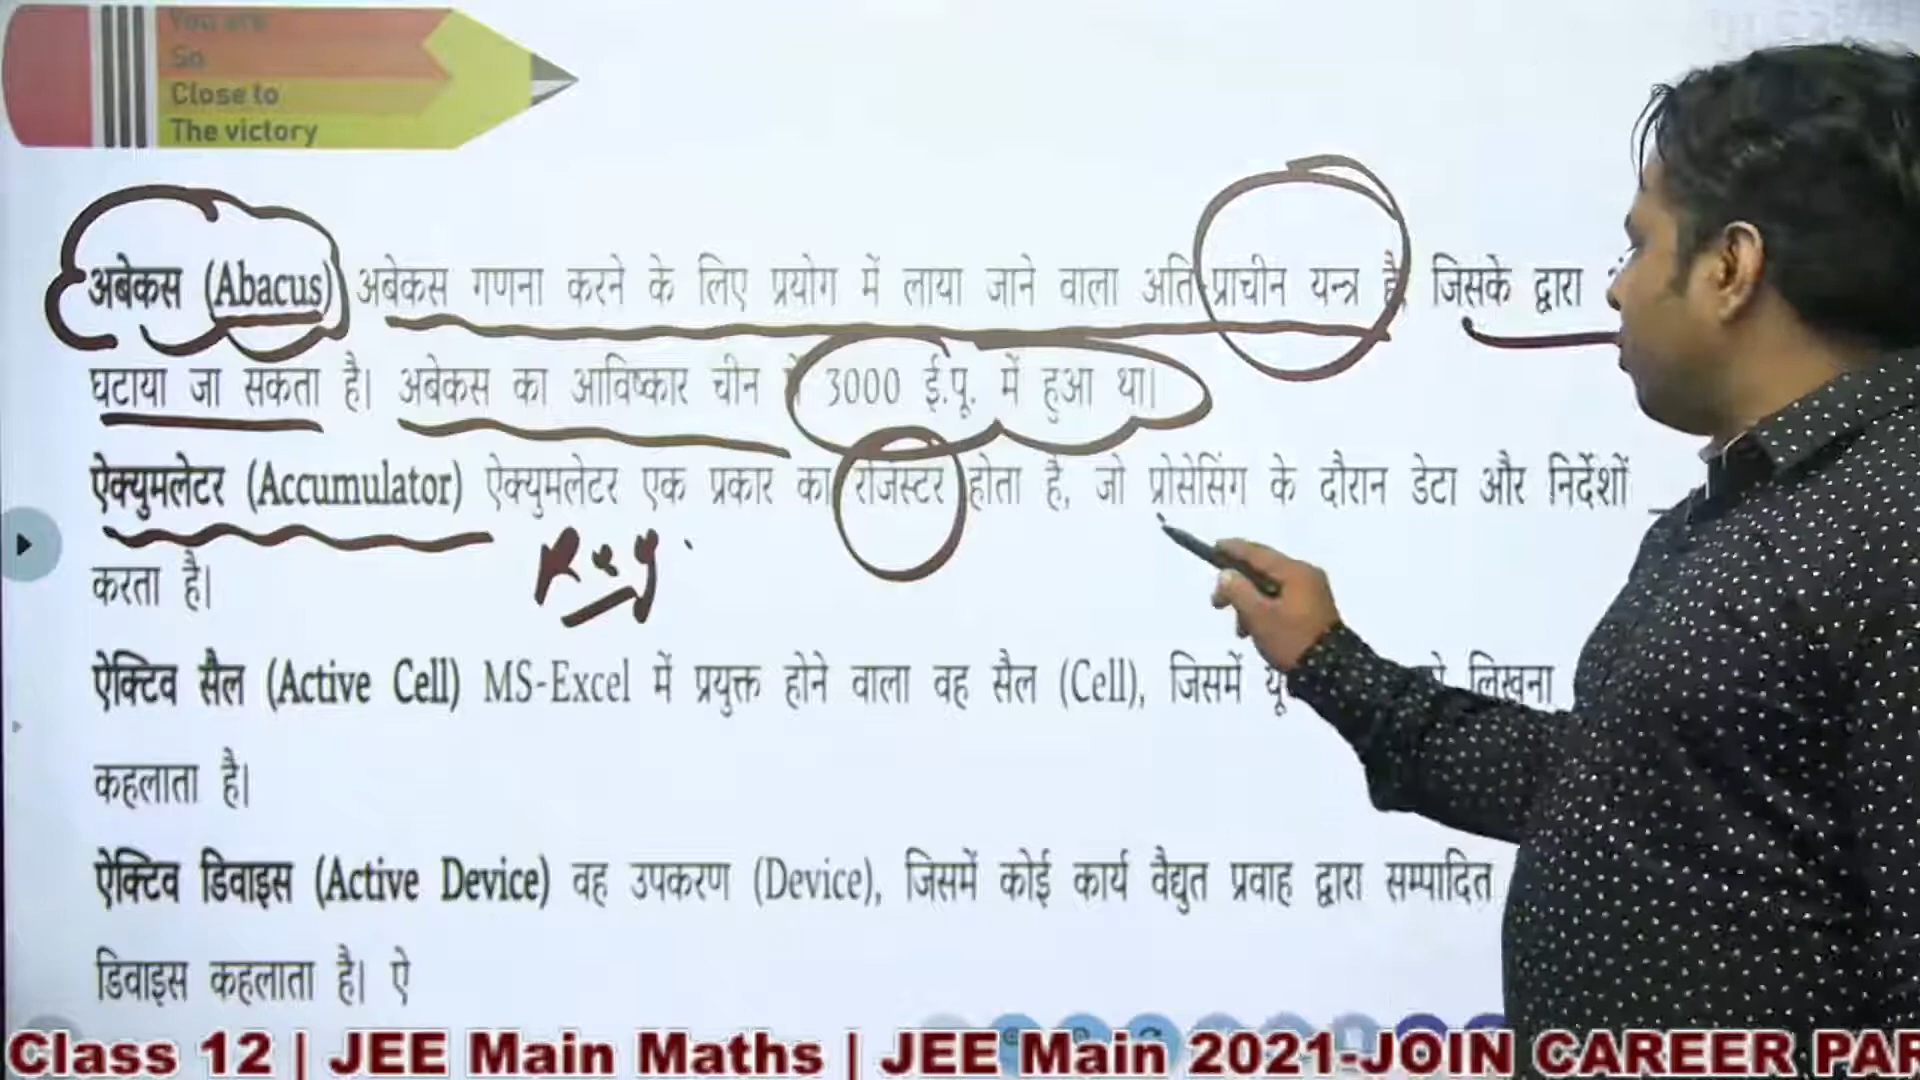 You are
So
Close to
The victory
अबेकस (Abacus) अबेकस गणना करने के लिए प्रयोग में लाया जाने वाला अति प्राचीन यन्त्र है, जिसके द्वारा
घटाया जा सकता है। अबेकस का आविष्कार चीन में 3000 ई.पू. में हुआ था।
ऐक्युमलेटर (Accumulator) ऐक्युमलेटर एक प्रकार का रजिस्टर होता है, जो प्रोसेसिंग के दौरान डेटा और निर्देशों
Reg.
करता है।
ऐक्टिव सैल (Active Cell) MS-Excel में प्रयुक्त होने वाला वह सैल (Cell), जिसमें लिखना
कहलाता है।
ऐक्टिव डिवाइस (Active Device) वह उपकरण (Device), जिसमें कोई कार्य वैद्युत प्रवाह द्वारा सम्पादित
डिवाइस कहलाता है। ऐ
Class 12 | JEE Main Maths | JEE Main 2021-JOIN CAREER PAR